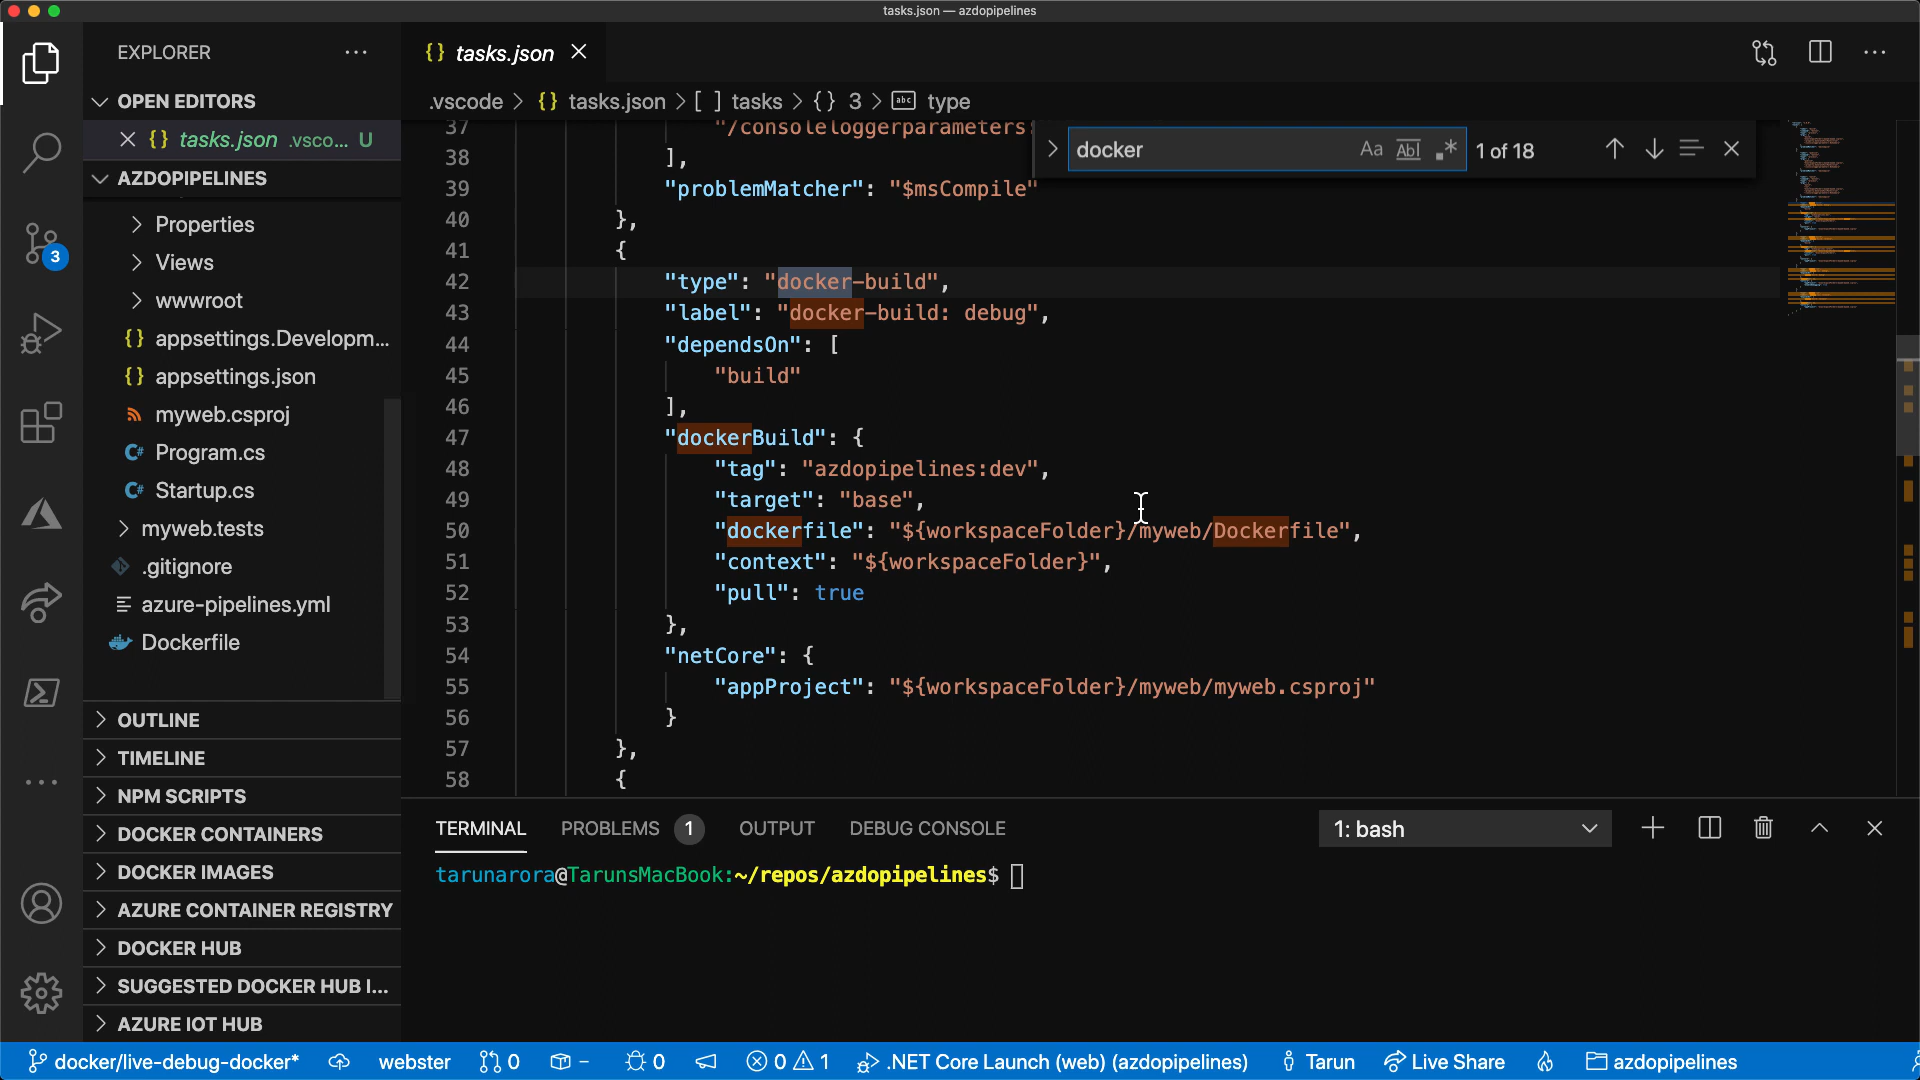 tasks.json — azdopipelines
EXPLORER
tasks.json
OPEN EDITORS
.vscode > {} tasks.json > [ ] tasks > {} 3 > abc type
{} tasks.json .vsco... U
AZDOPIPELINES
Properties
Views
wwwroot
{} appsettings.Developm...
{} appsettings.json
myweb.csproj
C# Program.cs
C# Startup.cs
myweb.tests
.gitignore
azure-pipelines.yml
Dockerfile
OUTLINE
TIMELINE
NPM SCRIPTS
DOCKER CONTAINERS
DOCKER IMAGES
AZURE CONTAINER REGISTRY
DOCKER HUB
SUGGESTED DOCKER HUB I...
AZURE IOT HUB
3
docker Aa Abl .* 1 of 18
37 "/consoleloggerparameters:
38 ],
39 "problemMatcher": "$msCompile"
40 },
41 {
42 "type": "docker-build",
43 "label": "docker-build: debug",
44 "dependsOn": [
45 "build"
46 ],
47 "dockerBuild": {
48 "tag": "azdopipelines:dev",
49 "target": "base",
50 "dockerfile": "${workspaceFolder}/myweb/Dockerfile",
51 "context": "${workspaceFolder}",
52 "pull": true
53 },
54 "netCore": {
55 "appProject": "${workspaceFolder}/myweb/myweb.csproj"
56 }
57 },
58 {
TERMINAL PROBLEMS 1 OUTPUT DEBUG CONSOLE 1: bash
tarunarora@TarunsMacBook:~/repos/azdopipelines$
docker/live-debug-docker* webster 0 – 0 0 1 .NET Core Launch (web) (azdopipelines) Tarun Live Share azdopipelines